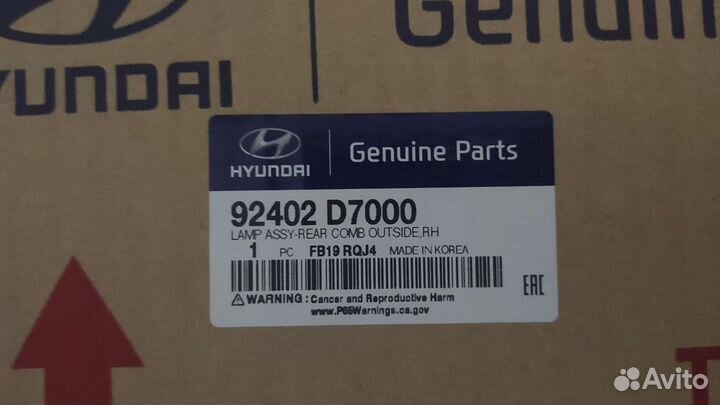 HYUNDAI
Genuin
HYUNDAI
Genuine Parts
92402 D7000
LAMP ASSY-REAR COMB OUTSIDE,RH
1 PC FB19 RQJ4 MADE IN KOREA
WARNING : Cancer and Reproductive Harm
www.P65Warnings.ca.gov
EAC
T
Avito